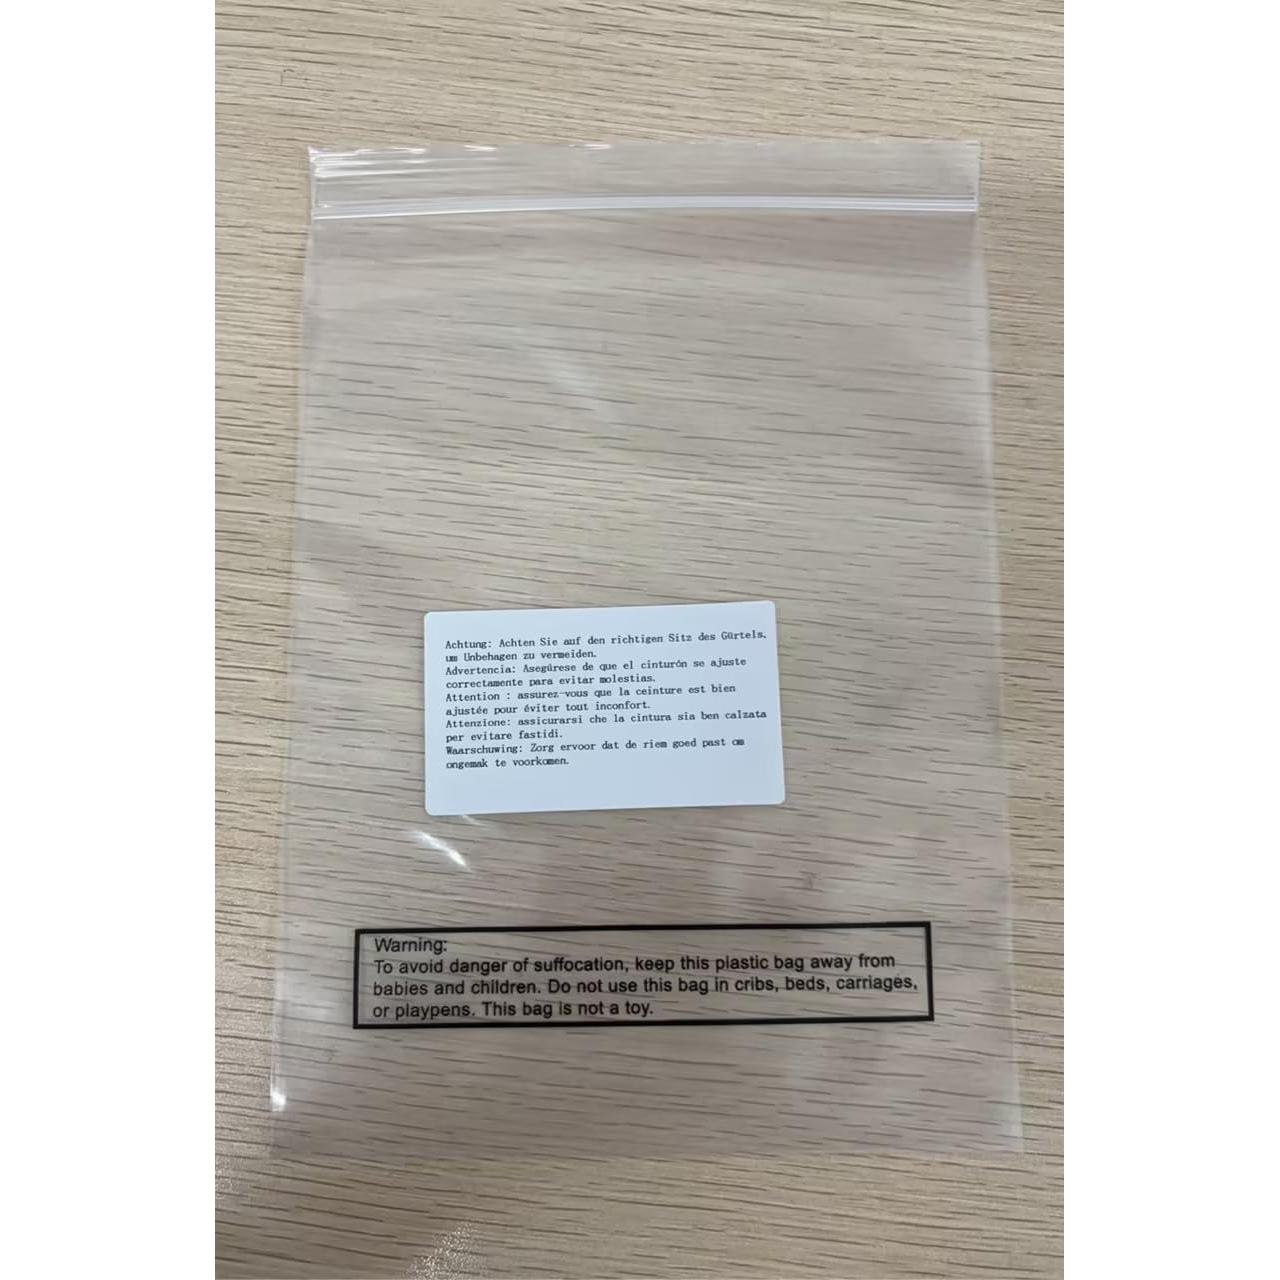 Achtung: Achten Sie auf den richtigen Sitz des Gürtels,
um Unbehagen zu vermeiden.
Advertencia: Asegúrese de que el cinturón se ajuste
correctamente para evitar molestias.
Attention : assurez-vous que la ceinture est bien
ajustée pour éviter tout inconfort.
Attenzione: assicurarsi che la cintura sia ben calzata
per evitare fastidi.
Waarschuwing: Zorg ervoor dat de riem goed past om
ongemak te voorkomen.
Warning:
To avoid danger of suffocation, keep this plastic bag away from
babies and children. Do not use this bag in cribs, beds, carriages,
or playpens. This bag is not a toy.